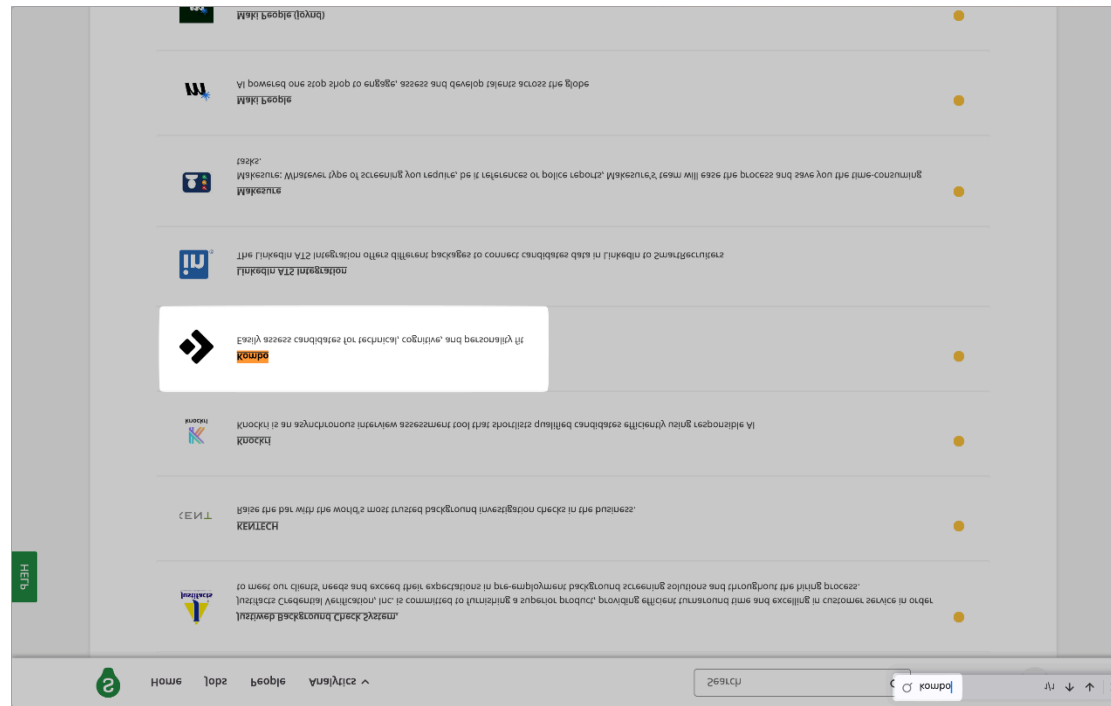 Home Jobs People Analytics
Search
kombo
1/1
Justiweb Background Check System,
Justifacts Credential Verification, Inc. is committed to furnishing a superior product, providing efficient turnaround time and excelling in customer service in order
to meet our clients' needs and exceed their expectations in pre-employment background screening solutions and throughout the hiring process.
Justifacts
HELP
KENTECH
Raise the bar with the world's most trusted background investigation checks in the business.
KENT
Knockri
Knockri is an asynchronous interview assessment tool that shortlists qualified candidates efficiently using responsible AI
knockri
Kombo
Easily assess candidates for technical, cognitive, and personality fit
LinkedIn ATS Integration
The LinkedIn ATS Integration offers different packages to connect candidates data in LinkedIn to SmartRecruiters
in
Makesure
Makesure: Whatever type of screening you require, be it references or police reports, Makesure's team will ease the process and save you the time-consuming
tasks.
Maki People
AI powered one stop shop to engage, assess and develop talents across the globe
m
Maki People (joynd)